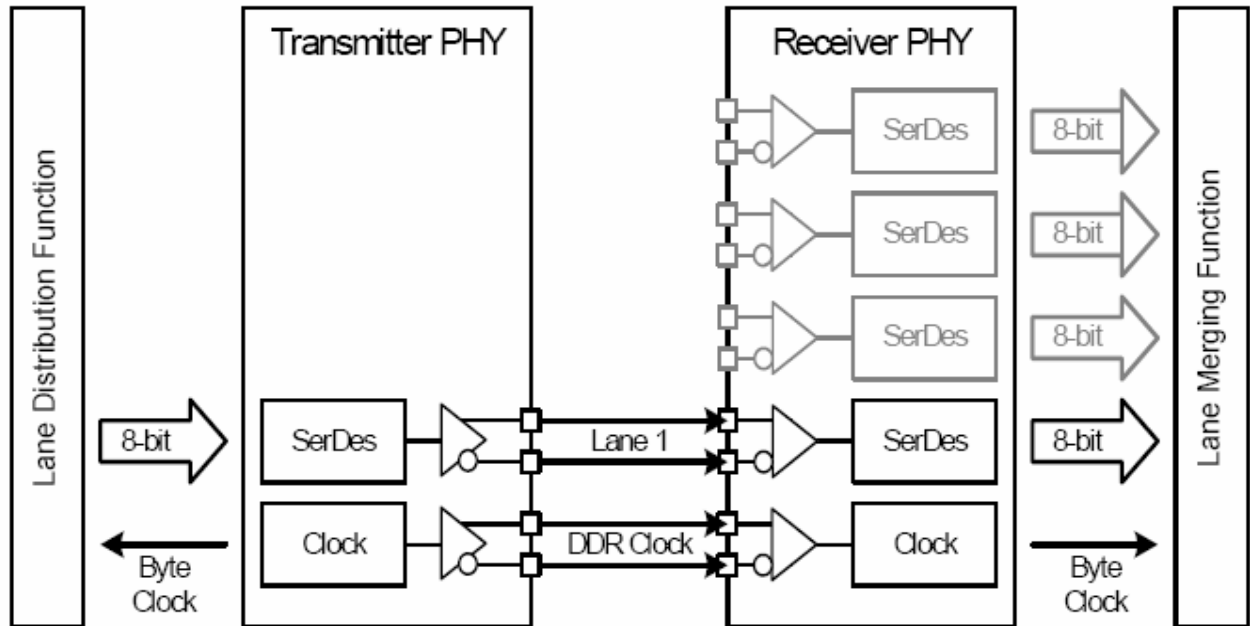 Lane Distribution Function
Transmitter PHY
Receiver PHY
Lane Merging Function
SerDes
8-bit
SerDes
8-bit
SerDes
8-bit
8-bit
SerDes
Lane 1
SerDes
8-bit
Clock
DDR Clock
Clock
Byte
Clock
Byte
Clock